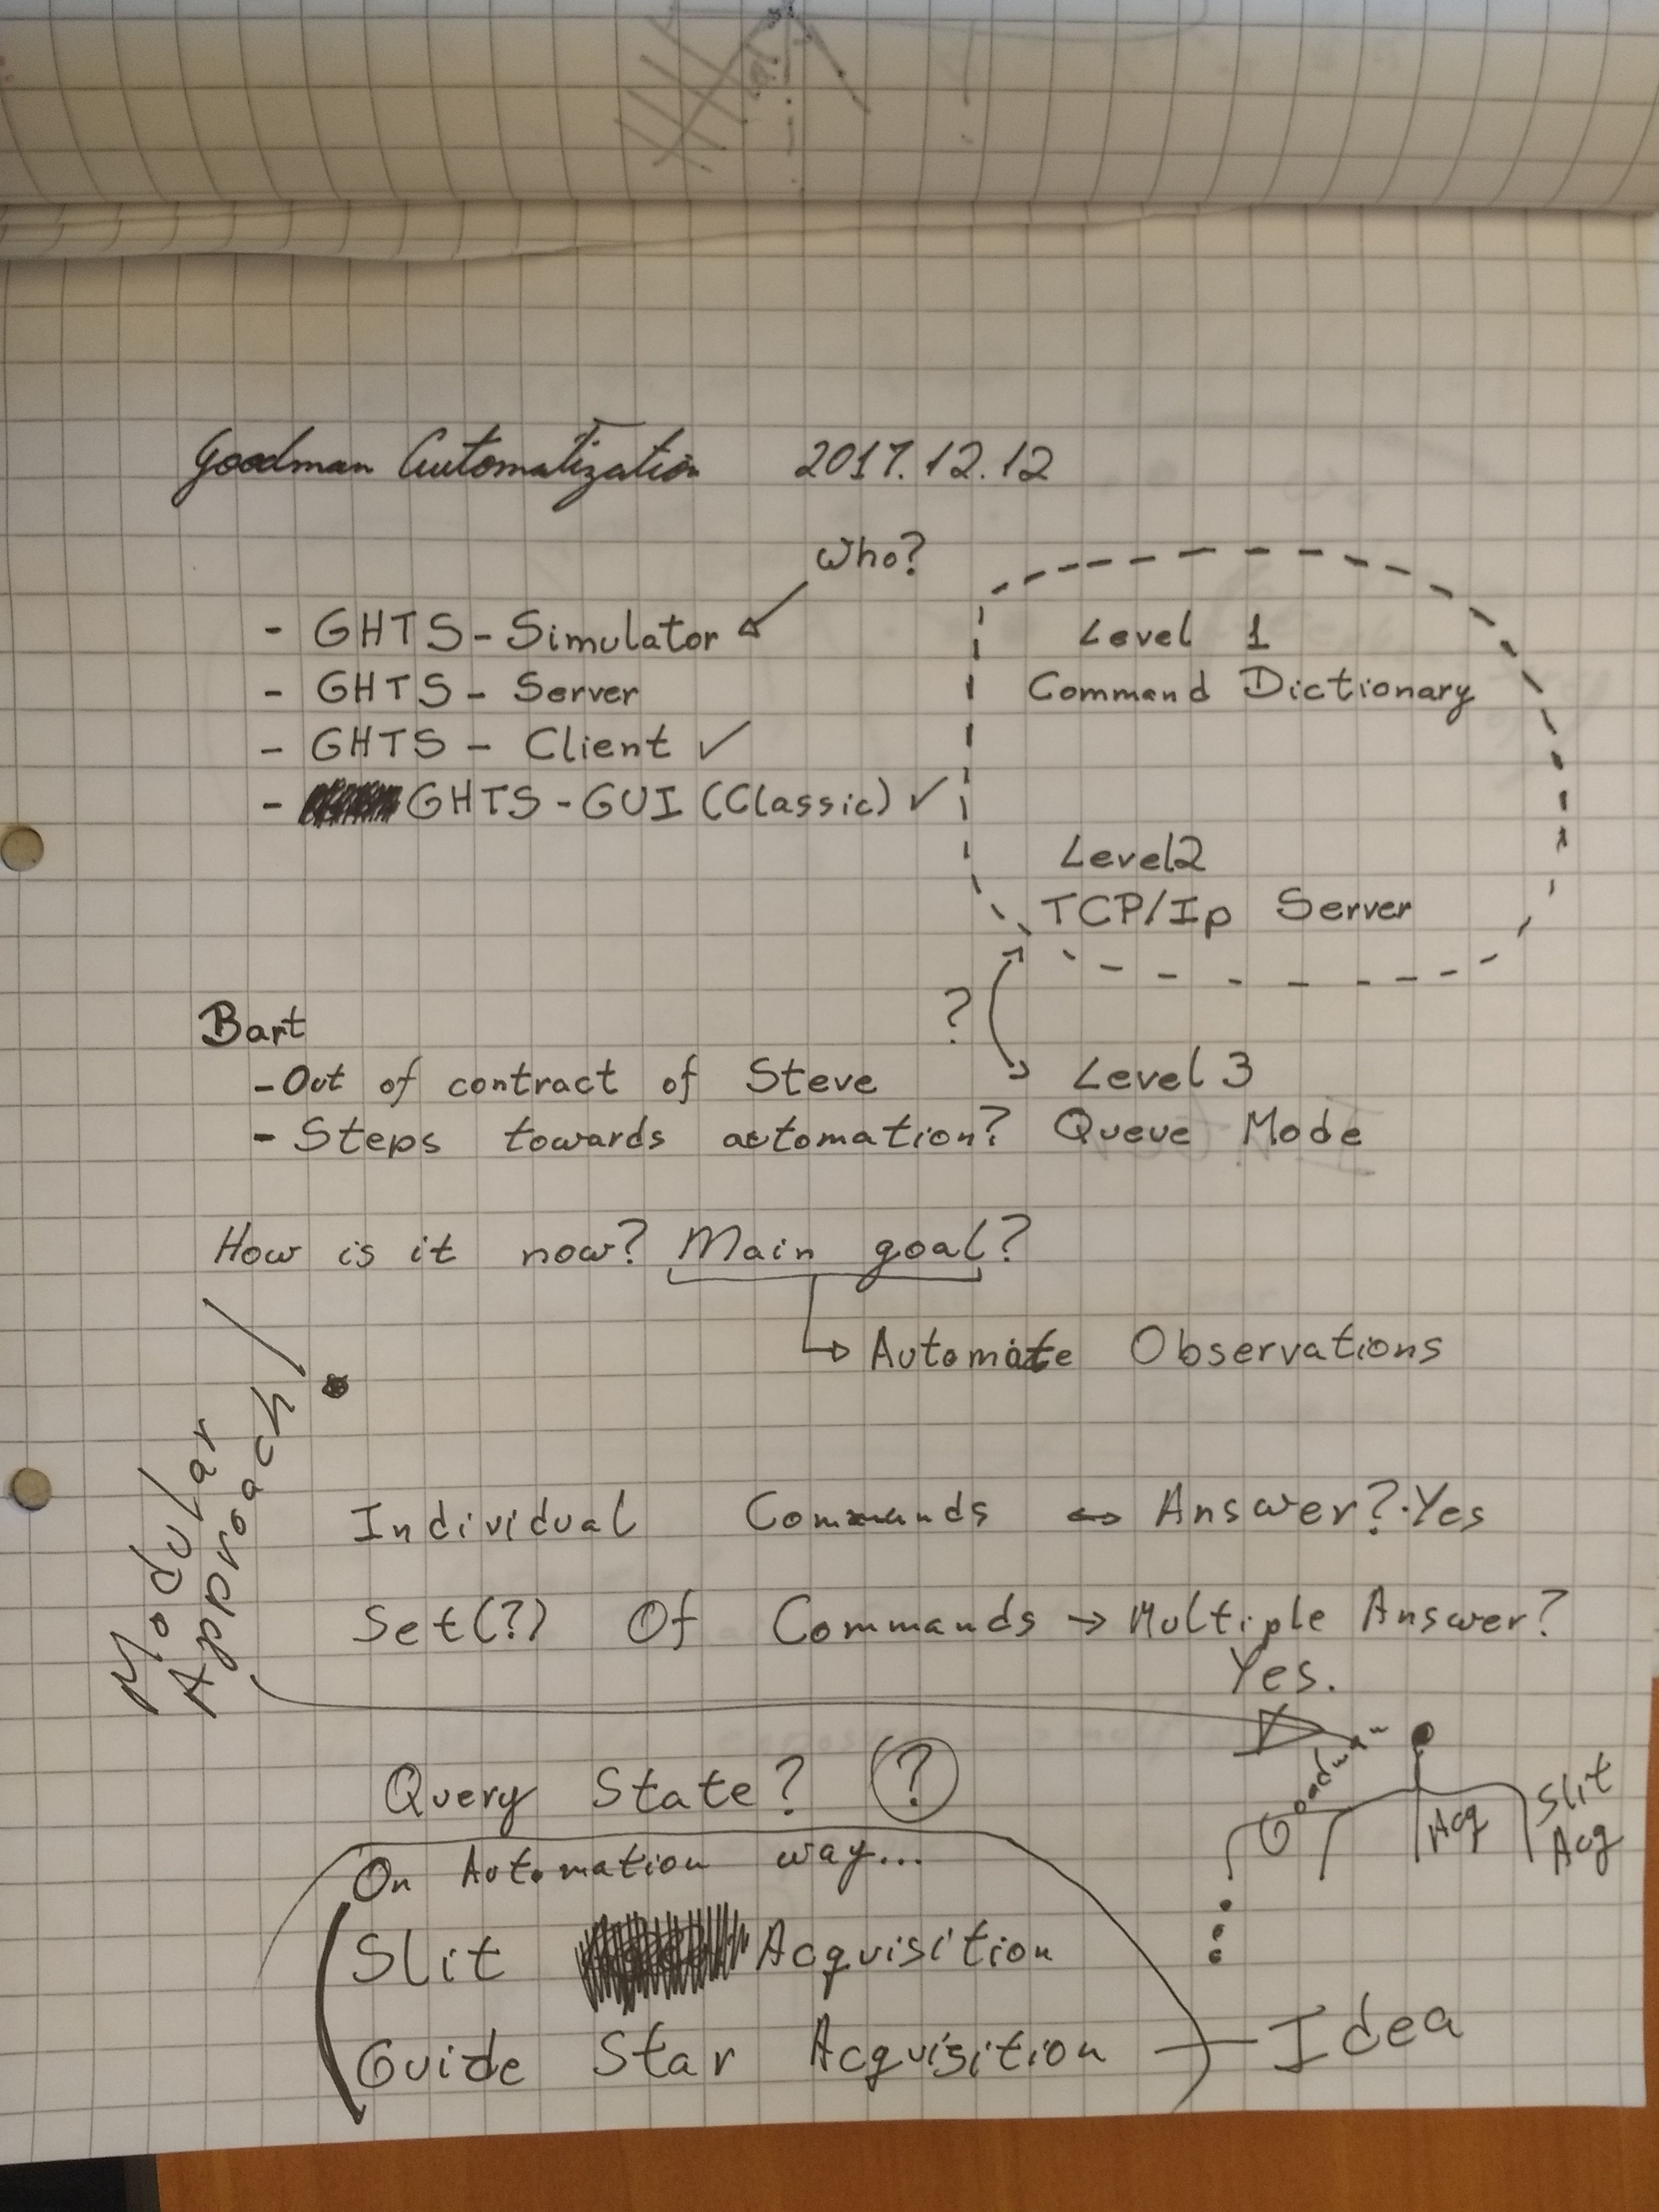 Goodman Automatization 2017.12.12
Who?
- GHTS-Simulator
- GHTS - Server
- GHTS - Client ✓
- GHTS-GUI (Classic) ✓
Level 1
Command Dictionary
Level2
TCP/Ip Server
?
Level 3
Queue Mode
Bart
-Out of contract of Steve
- Steps towards automation?
How is it now? Main goal?
Automate Observations
Modular
Approach
Individual Commands ↔ Answer?·Yes
Set(?) Of Commands → Multiple Answer?
Yes.
Goodman
Acq
Slit
Acq
Query State? ?
On Automation way...
Slit Acquisition
Guide Star Acquisition
Idea